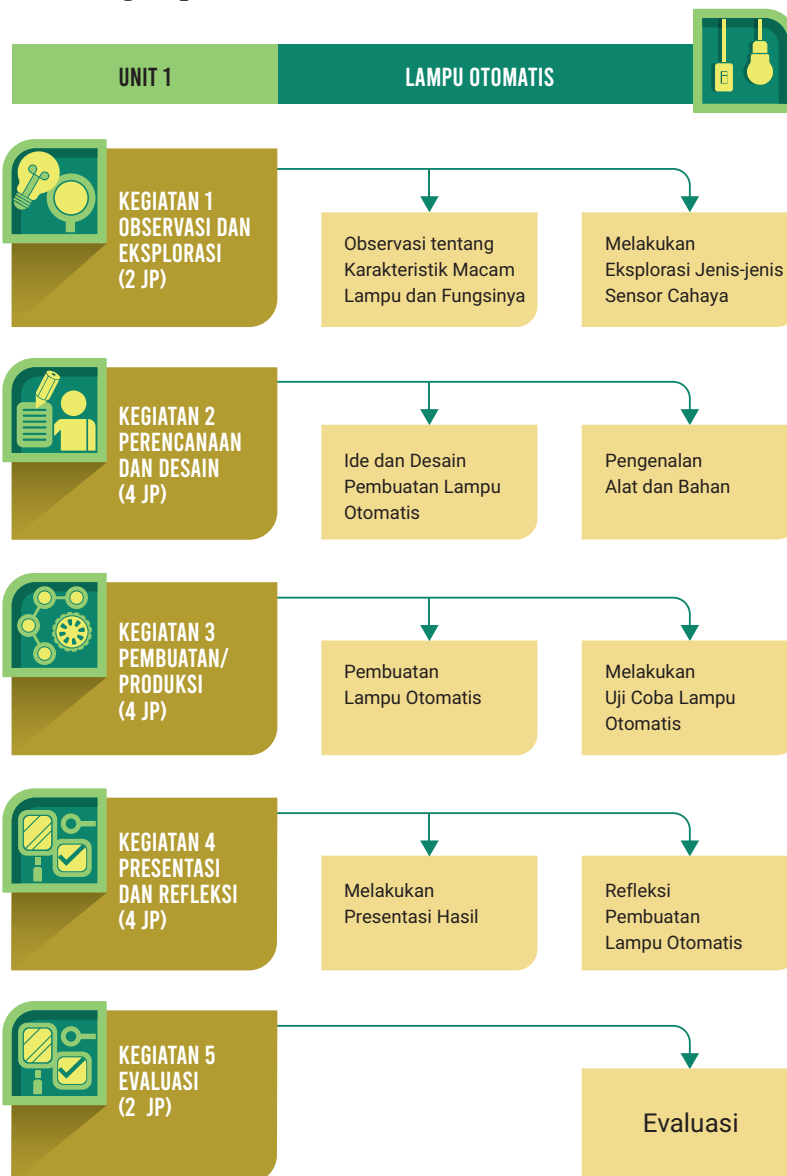 UNIT 1
LAMPU OTOMATIS
KEGIATAN 1
OBSERVASI DAN
EKSPLORASI
(2 JP)
Observasi tentang
Karakteristik Macam
Lampu dan Fungsinya
Melakukan
Eksplorasi Jenis-jenis
Sensor Cahaya
KEGIATAN 2
PERENCANAAN
DAN DESAIN
(4 JP)
Ide dan Desain
Pembuatan Lampu
Otomatis
Pengenalan
Alat dan Bahan
KEGIATAN 3
PEMBUATAN/
PRODUKSI
(4 JP)
Pembuatan
Lampu Otomatis
Melakukan
Uji Coba Lampu
Otomatis
KEGIATAN 4
PRESENTASI
DAN REFLEKSI
(4 JP)
Melakukan
Presentasi Hasil
Refleksi
Pembuatan
Lampu Otomatis
KEGIATAN 5
EVALUASI
(2 JP)
Evaluasi